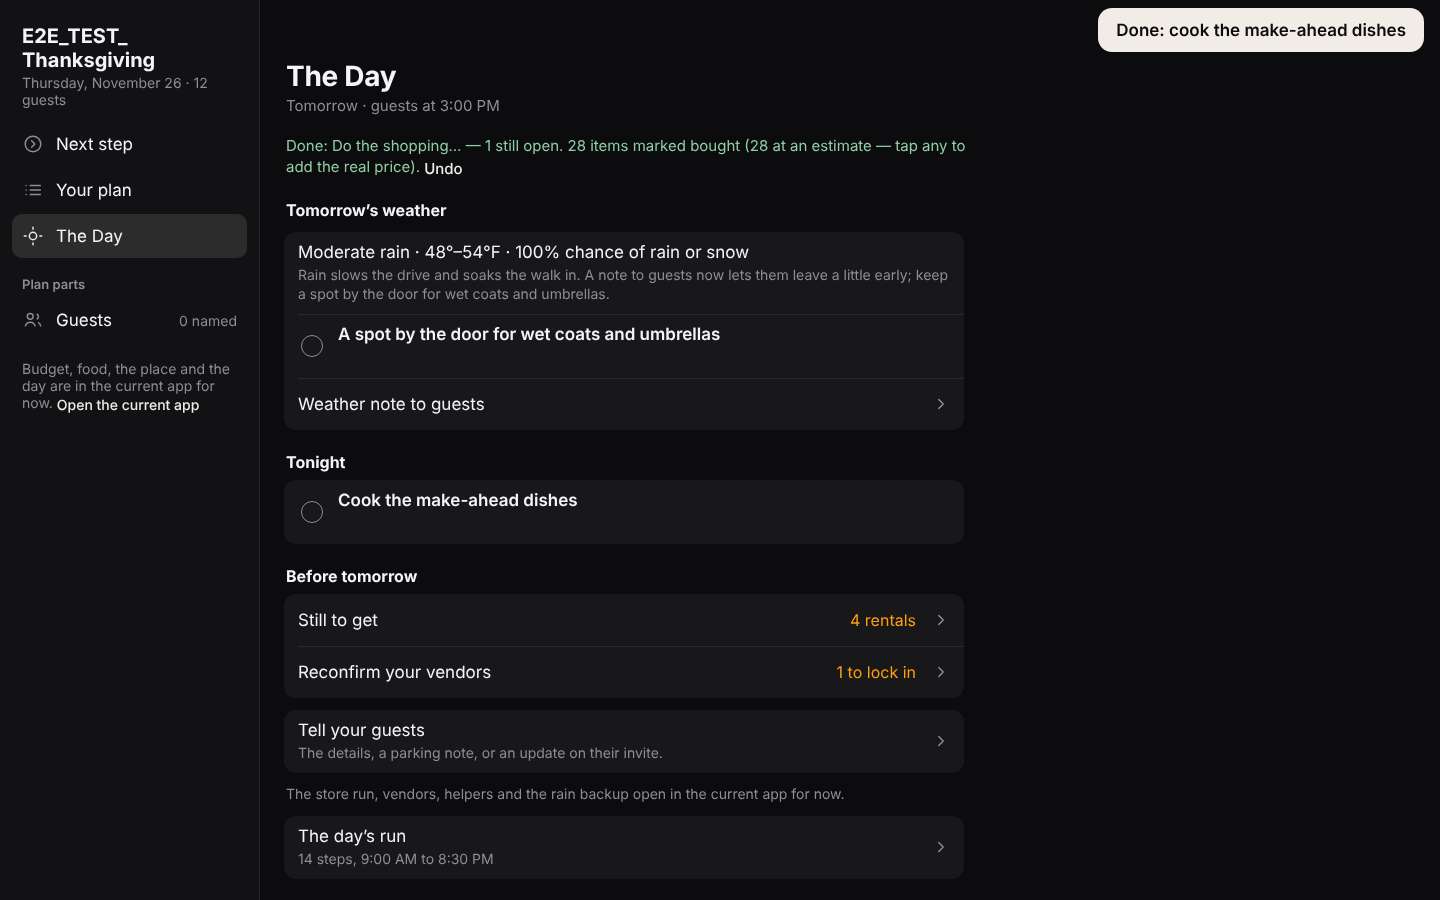 E2E_TEST_
Thanksgiving
Thursday, November 26 · 12
guests
Next step
Your plan
The Day
Plan parts
Guests
0 named
Budget, food, the place and the
day are in the current app for
now. Open the current app
Done: cook the make-ahead dishes
The Day
Tomorrow · guests at 3:00 PM
Done: Do the shopping... — 1 still open. 28 items marked bought (28 at an estimate — tap any to
add the real price). Undo
Tomorrow’s weather
Moderate rain · 48°–54°F · 100% chance of rain or snow
Rain slows the drive and soaks the walk in. A note to guests now lets them leave a little early; keep
a spot by the door for wet coats and umbrellas.
A spot by the door for wet coats and umbrellas
Weather note to guests
Tonight
Cook the make-ahead dishes
Before tomorrow
Still to get
4 rentals
Reconfirm your vendors
1 to lock in
Tell your guests
The details, a parking note, or an update on their invite.
The store run, vendors, helpers and the rain backup open in the current app for now.
The day’s run
14 steps, 9:00 AM to 8:30 PM